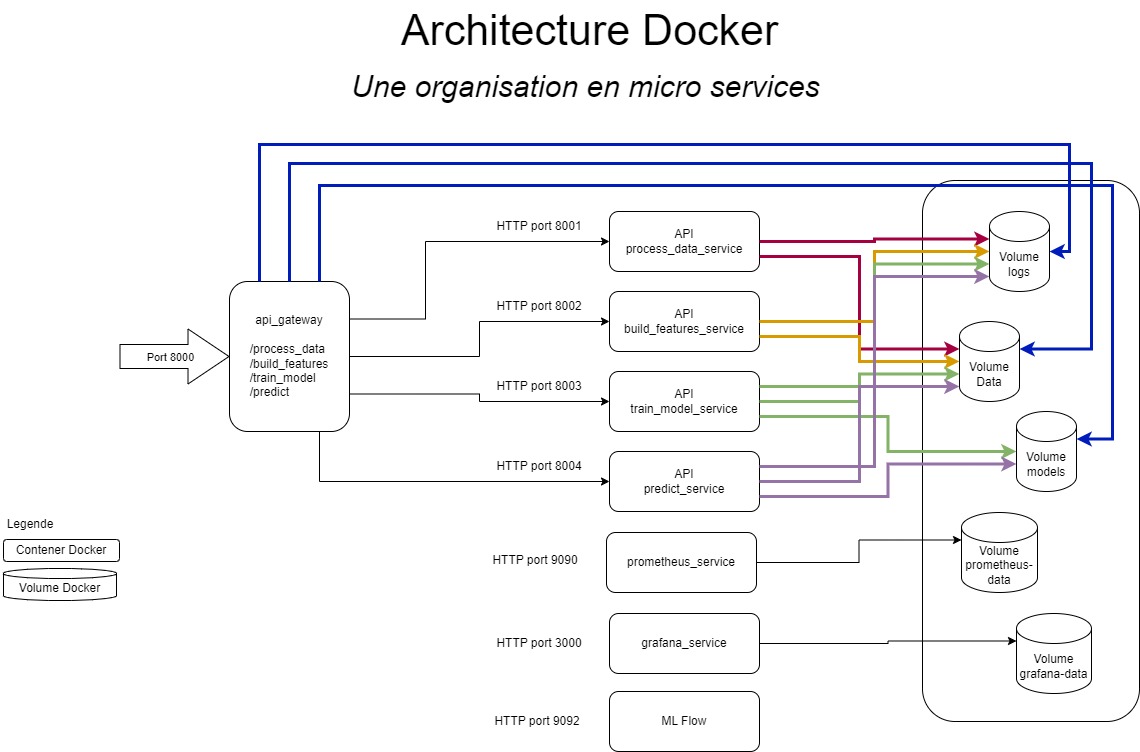 Architecture Docker
Une organisation en micro services
HTTP port 8001
API
process_data_service
Volume
logs
HTTP port 8002
API
build_features_service
api_gateway
/process_data
/build_features
/train_model
/predict
Port 8000
Volume
Data
HTTP port 8003
API
train_model_service
Volume
models
HTTP port 8004
API
predict_service
Legende
Contener Docker
Volume Docker
HTTP port 9090
prometheus_service
Volume
prometheus-
data
HTTP port 3000
grafana_service
Volume
grafana-data
HTTP port 9092
ML Flow